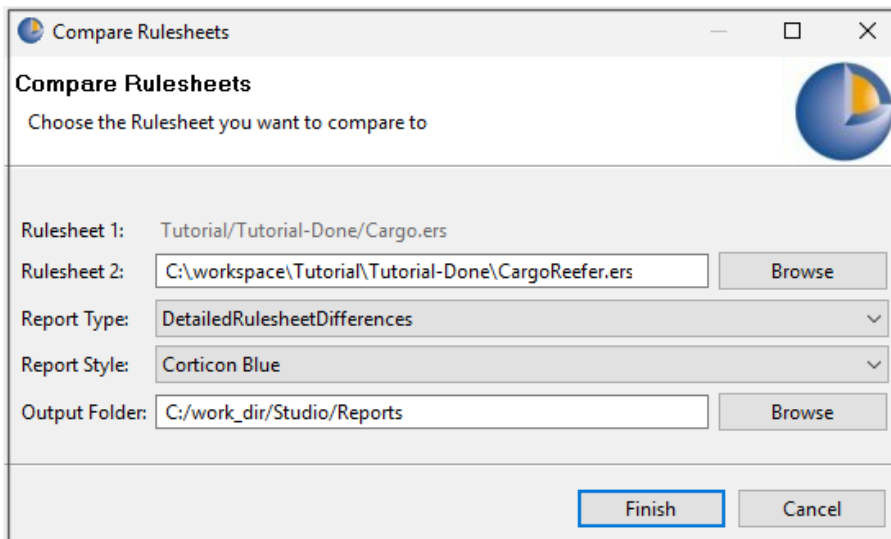 Compare Rulesheets
Compare Rulesheets
Choose the Rulesheet you want to compare to
Rulesheet 1: Tutorial/Tutorial-Done/Cargo.ers
Rulesheet 2: C:\workspace\Tutorial\Tutorial-Done\CargoReefer.ers Browse
Report Type: DetailedRulesheetDifferences
Report Style: Corticon Blue
Output Folder: C:/work_dir/Studio/Reports Browse
Finish Cancel